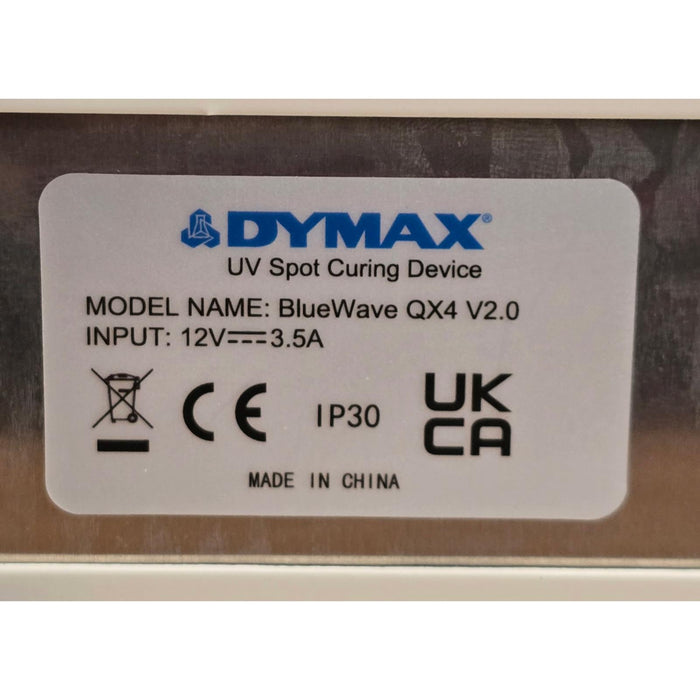 DYMAX®
UV Spot Curing Device
MODEL NAME: BlueWave QX4 V2.0
INPUT: 12V⎓3.5A
CE IP30 UK
CA
MADE IN CHINA